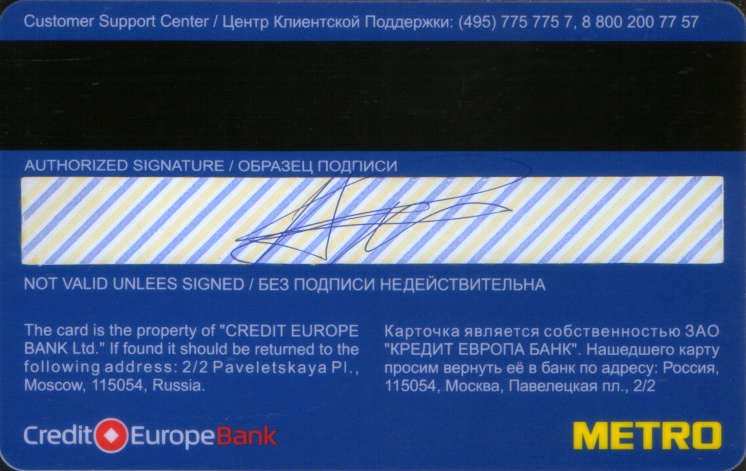 Customer Support Center / Центр Клиентской Поддержки: (495) 775 775 7, 8 800 200 77 57
AUTHORIZED SIGNATURE / ОБРАЗЕЦ ПОДПИСИ
NOT VALID UNLEES SIGNED / БЕЗ ПОДПИСИ НЕДЕЙСТВИТЕЛЬНА
The card is the property of "CREDIT EUROPE
BANK Ltd." If found it should be returned to the
following address: 2/2 Paveletskaya Pl.,
Moscow, 115054, Russia.
Карточка является собственностью ЗАО
"КРЕДИТ ЕВРОПА БАНК". Нашедшего карту
просим вернуть её в банк по адресу: Россия,
115054, Москва, Павелецкая пл., 2/2
Credit Europe Bank
METRO